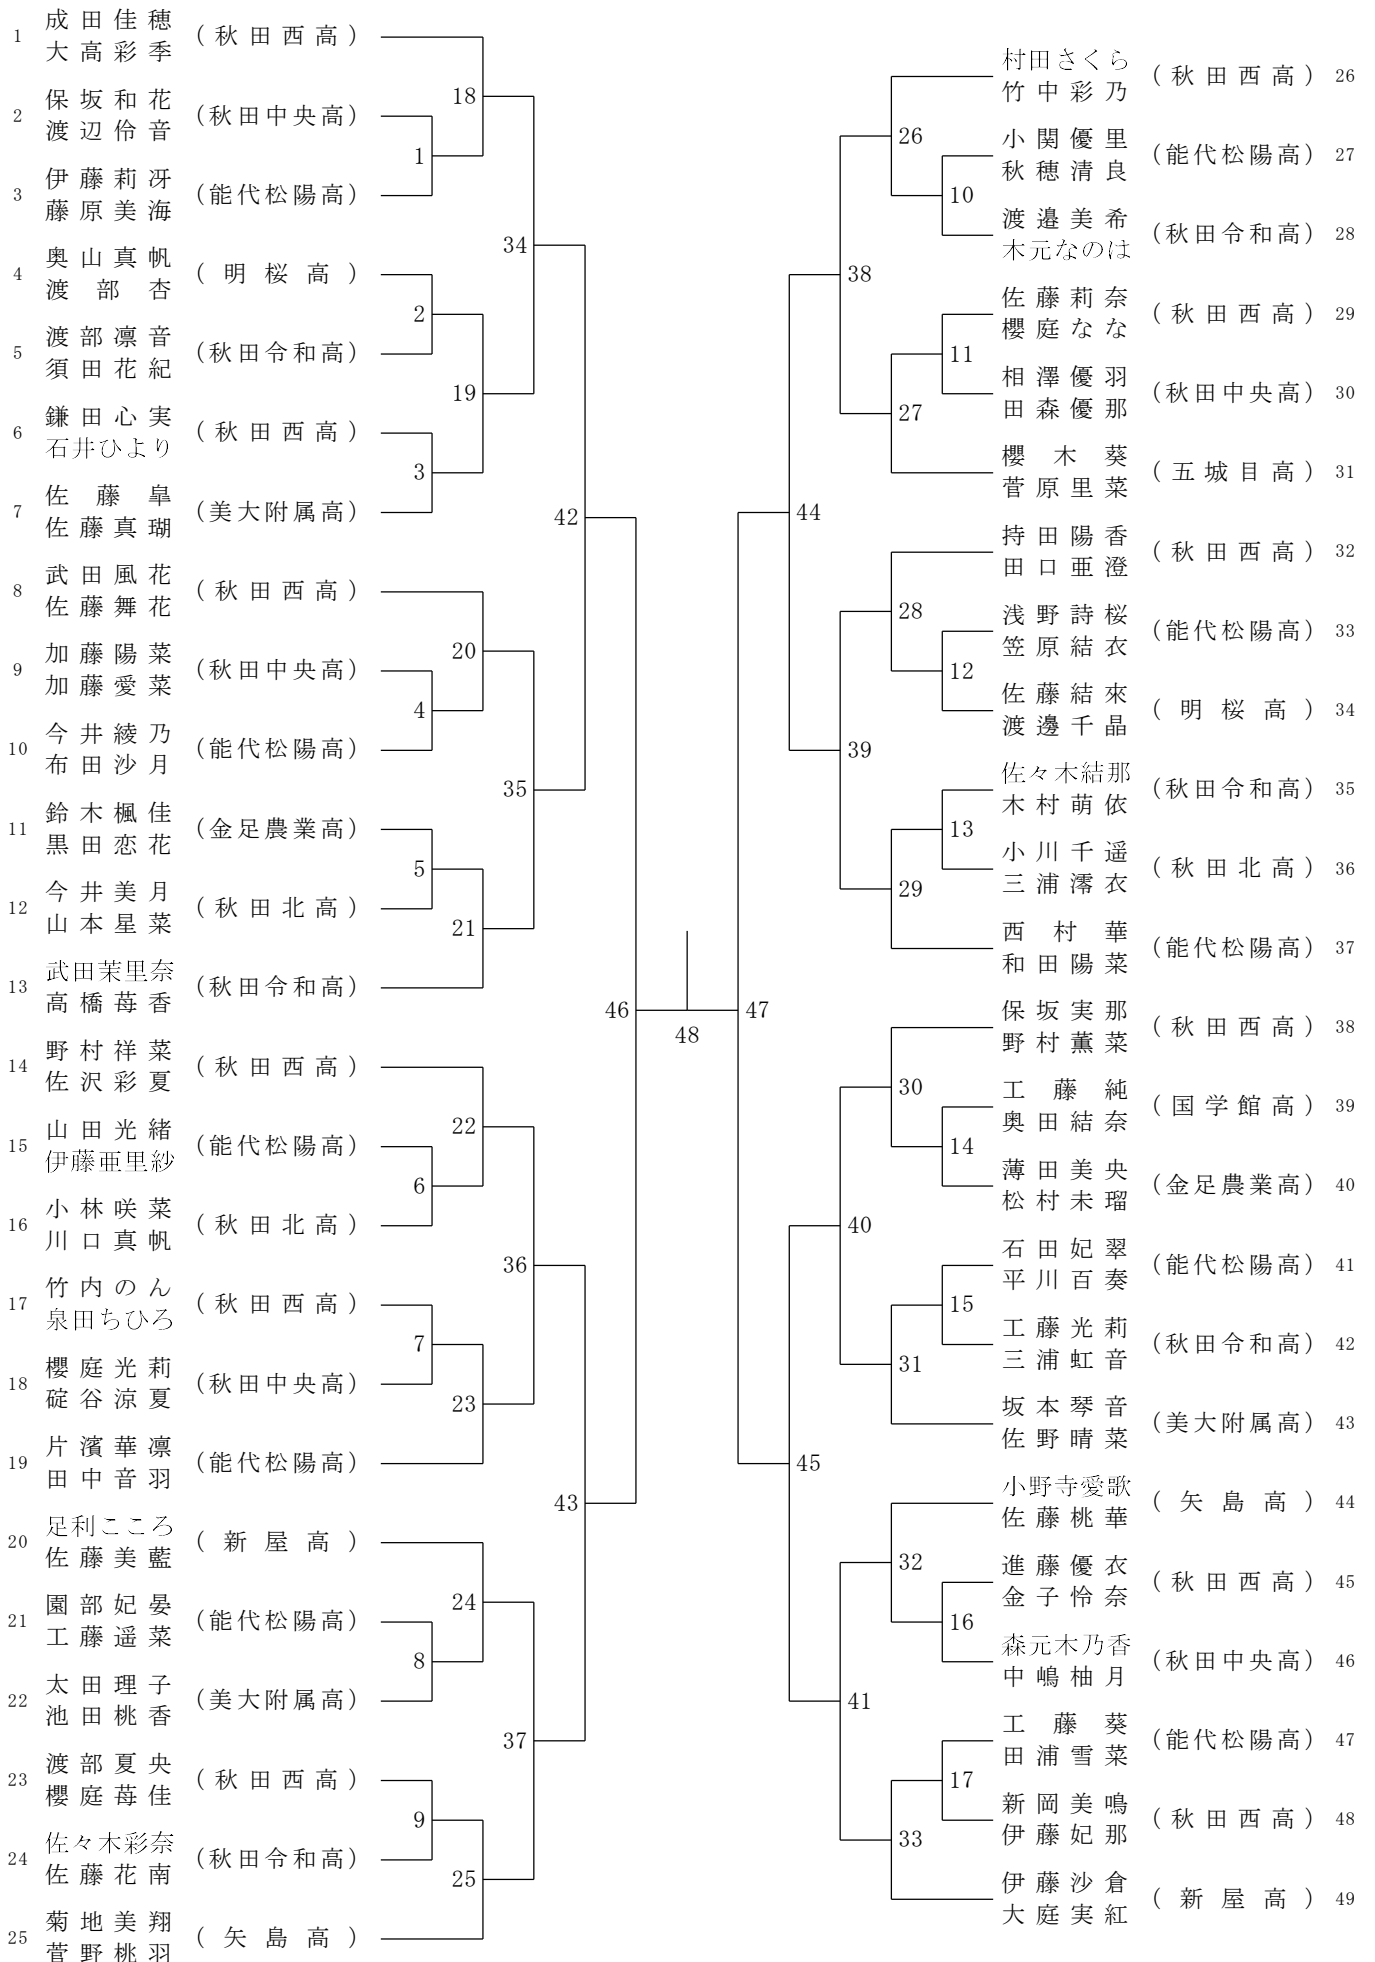 1 成田佳穂 (秋田西高)
大高彩季
2 保坂和花 (秋田中央高)
渡辺伶音
3 伊藤莉冴 (能代松陽高)
藤原美海
4 奥山真帆 (明桜高)
渡部杏
5 渡部凛音 (秋田令和高)
須田花紀
6 鎌田心実 (秋田西高)
石井ひより
7 佐藤皐 (美大附属高)
佐藤真瑚
8 武田風花 (秋田西高)
佐藤舞花
9 加藤陽菜 (秋田中央高)
加藤愛菜
10 今井綾乃 (能代松陽高)
布田沙月
11 鈴木楓佳 (金足農業高)
黒田恋花
12 今井美月 (秋田北高)
山本星菜
13 武田茉里奈 (秋田令和高)
高橋苺香
14 野村祥菜 (秋田西高)
佐沢彩夏
15 山田光緒 (能代松陽高)
伊藤亜里紗
16 小林咲菜 (秋田北高)
川口真帆
17 竹内のん (秋田西高)
泉田ちひろ
18 櫻庭光莉 (秋田中央高)
碇谷涼夏
19 片濱華凛 (能代松陽高)
田中音羽
20 足利こころ (新屋高)
佐藤美藍
21 園部妃晏 (能代松陽高)
工藤遥菜
22 太田理子 (美大附属高)
池田桃香
23 渡部夏央 (秋田西高)
櫻庭苺佳
24 佐々木彩奈 (秋田令和高)
佐藤花南
25 菊地美翔 (矢島高)
菅野桃羽
1
2
3
4
5
6
7
8
9
18
19
20
21
22
23
24
25
34
35
36
37
42
43
46
48
47
44
45
38
39
40
41
26
27
28
29
30
31
32
33
10
11
12
13
14
15
16
17
村田さくら (秋田西高) 26
竹中彩乃
小関優里 (能代松陽高) 27
秋穂清良
渡邉美希 (秋田令和高) 28
木元なのは
佐藤莉奈 (秋田西高) 29
櫻庭なな
相澤優羽 (秋田中央高) 30
田森優那
櫻木葵 (五城目高) 31
菅原里菜
持田陽香 (秋田西高) 32
田口亜澄
浅野詩桜 (能代松陽高) 33
笠原結衣
佐藤結來 (明桜高) 34
渡邊千晶
佐々木結那 (秋田令和高) 35
木村萌依
小川千遥 (秋田北高) 36
三浦澪衣
西村華 (能代松陽高) 37
和田陽菜
保坂実那 (秋田西高) 38
野村薫菜
工藤純 (国学館高) 39
奥田結奈
薄田美央 (金足農業高) 40
松村未瑠
石田妃翠 (能代松陽高) 41
平川百奏
工藤光莉 (秋田令和高) 42
三浦虹音
坂本琴音 (美大附属高) 43
佐野晴菜
小野寺愛歌 (矢島高) 44
佐藤桃華
進藤優衣 (秋田西高) 45
金子怜奈
森元木乃香 (秋田中央高) 46
中嶋柚月
工藤葵 (能代松陽高) 47
田浦雪菜
新岡美鳴 (秋田西高) 48
伊藤妃那
伊藤沙倉 (新屋高) 49
大庭実紅